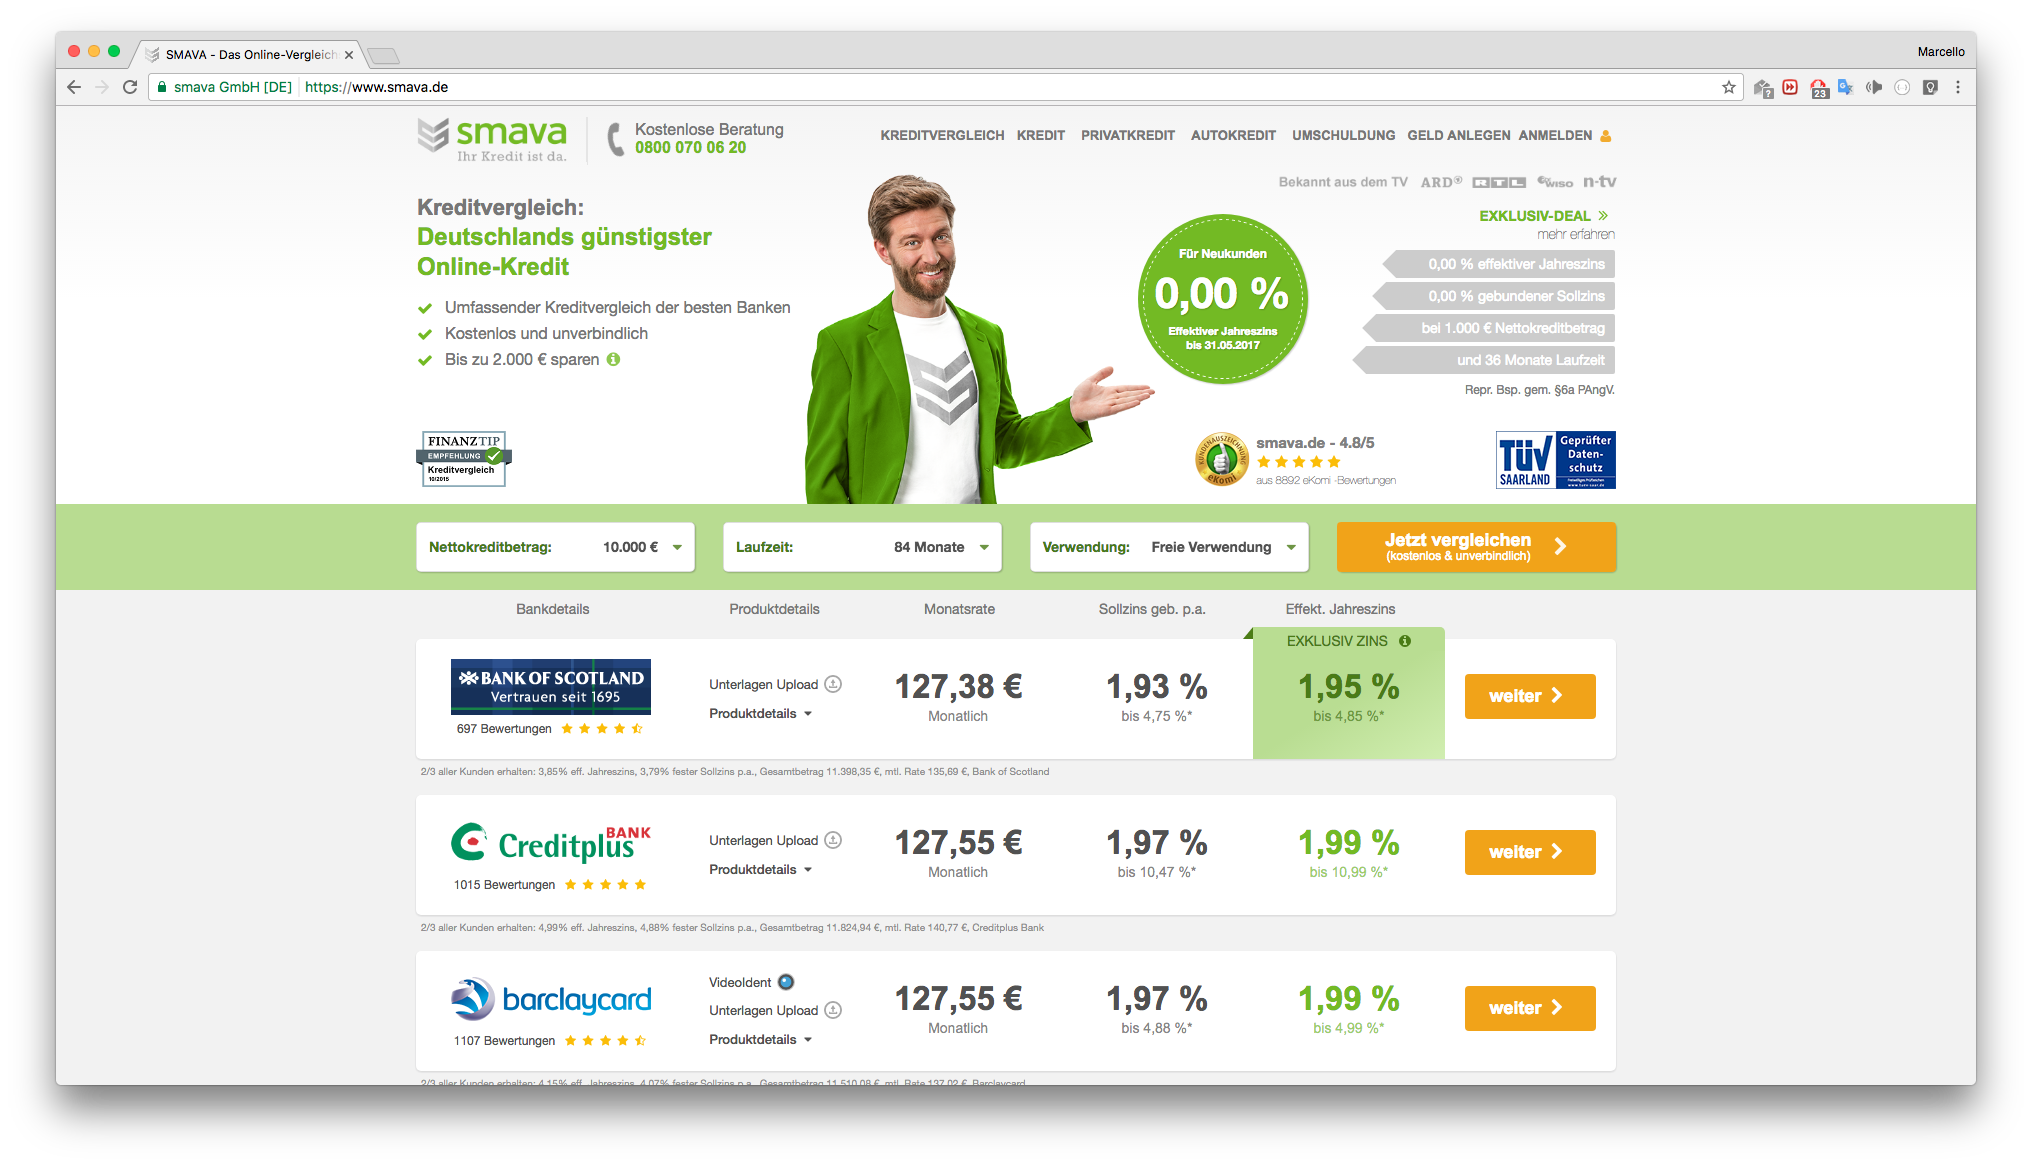 SMAVA - Das Online-Vergleich
Marcello
smava GmbH [DE] https://www.smava.de
23
smava
Ihr Kredit ist da.
Kostenlose Beratung
0800 070 06 20
KREDITVERGLEICH KREDIT PRIVATKREDIT AUTOKREDIT UMSCHULDUNG GELD ANLEGEN ANMELDEN
Bekannt aus dem TV ARD RTL WISO n-tv
Kreditvergleich:
Deutschlands günstigster
Online-Kredit
Umfassender Kreditvergleich der besten Banken
Kostenlos und unverbindlich
Bis zu 2.000 € sparen
Für Neukunden
0,00 %
Effektiver Jahreszins
bis 31.05.2017
EXKLUSIV-DEAL »
mehr erfahren
0,00 % effektiver Jahreszins
0,00 % gebundener Sollzins
bei 1.000 € Nettokreditbetrag
und 36 Monate Laufzeit
Repr. Bsp. gem. §6a PAngV.
FINANZTIP
EMPFEHLUNG
Kreditvergleich
10/2015
KUNDENAUSZEICHNUNG
eKomi
smava.de - 4.8/5
aus 8892 eKomi -Bewertungen
TÜV
SAARLAND
Geprüfter
Daten-
schutz
Nettokreditbetrag: 10.000 €
Laufzeit: 84 Monate
Verwendung: Freie Verwendung
Jetzt vergleichen
(kostenlos & unverbindlich)
Bankdetails Produktdetails Monatsrate Sollzins geb. p.a. Effekt. Jahreszins
EXKLUSIV ZINS
BANK OF SCOTLAND
Vertrauen seit 1695
697 Bewertungen
Unterlagen Upload
Produktdetails
127,38 €
Monatlich
1,93 %
bis 4,75 %*
1,95 %
bis 4,85 %*
weiter
2/3 aller Kunden erhalten: 3,85% eff. Jahreszins, 3,79% fester Sollzins p.a., Gesamtbetrag 11.398,35 €, mtl. Rate 135,69 €, Bank of Scotland
Creditplus BANK
1015 Bewertungen
Unterlagen Upload
Produktdetails
127,55 €
Monatlich
1,97 %
bis 10,47 %*
1,99 %
bis 10,99 %*
weiter
2/3 aller Kunden erhalten: 4,99% eff. Jahreszins, 4,88% fester Sollzins p.a., Gesamtbetrag 11.824,94 €, mtl. Rate 140,77 €, Creditplus Bank
barclaycard
1107 Bewertungen
VideoIdent
Unterlagen Upload
Produktdetails
127,55 €
Monatlich
1,97 %
bis 4,88 %*
1,99 %
bis 4,99 %*
weiter
2/3 aller Kunden erhalten: 4,15% eff. Jahreszins, 4,07% fester Sollzins p.a., Gesamtbetrag 11.510,08 €, mtl. Rate 137,02 €, Barclaycard